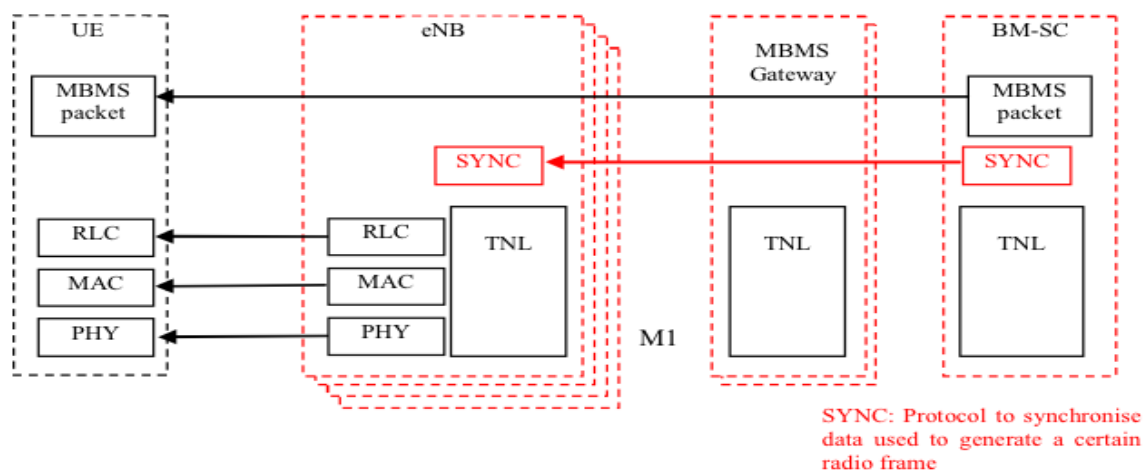 UE
eNB
MBMS
Gateway
BM-SC
MBMS
packet
MBMS
packet
SYNC
SYNC
RLC
RLC
TNL
TNL
TNL
MAC
MAC
PHY
PHY
M1
SYNC: Protocol to synchronise
data used to generate a certain
radio frame